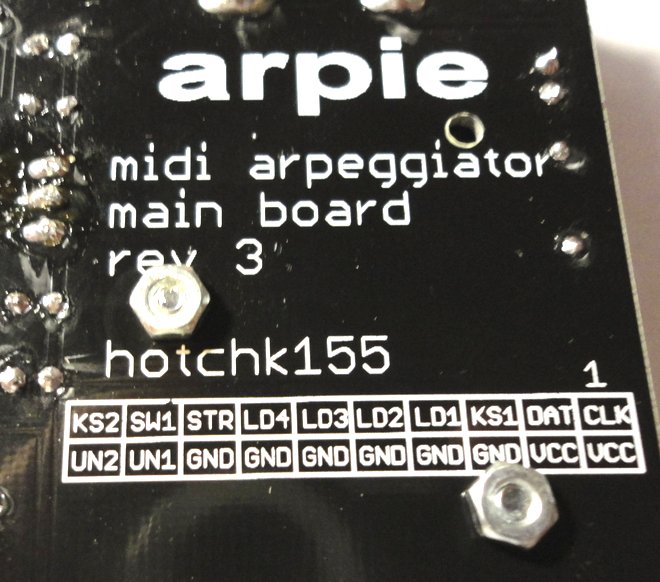 arpie
midi arpeggiator
main board
rev 3
hotchk155
1
KS2 SW1 STR LD4 LD3 LD2 LD1 KS1 DAT CLK
UN2 UN1 GND GND GND GND GND GND VCC VCC